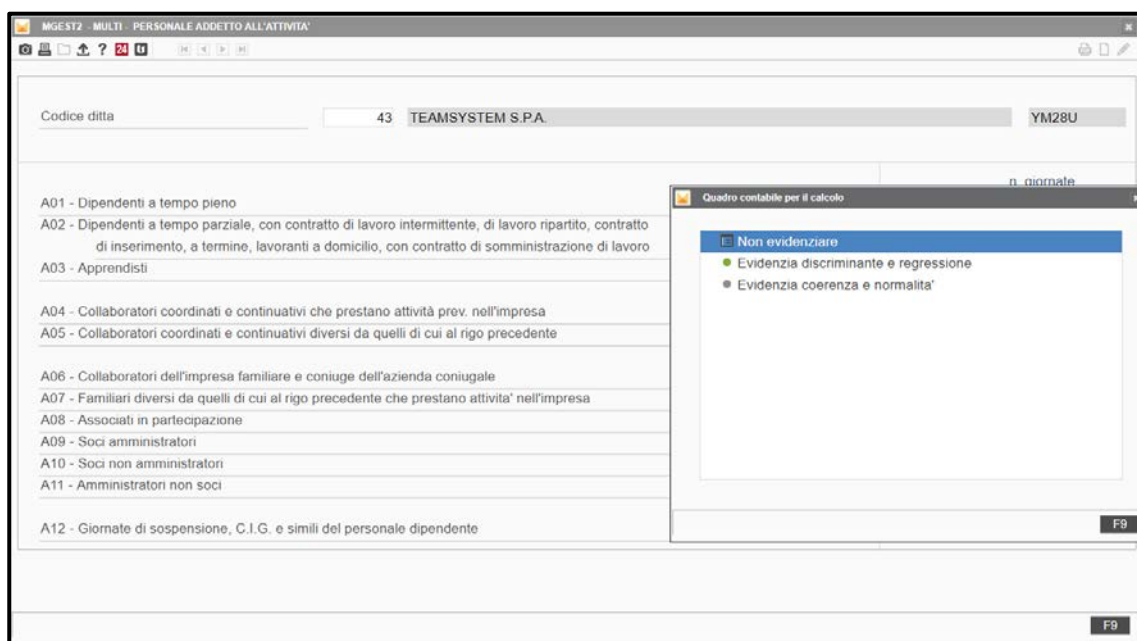 MGEST2 - MULTI - PERSONALE ADDETTO ALL'ATTIVITA'
24
Codice ditta 43 TEAMSYSTEM S.P.A. YM28U
n. giornate
A01 - Dipendenti a tempo pieno
A02 - Dipendenti a tempo parziale, con contratto di lavoro intermittente, di lavoro ripartito, contratto
di inserimento, a termine, lavoranti a domicilio, con contratto di somministrazione di lavoro
A03 - Apprendisti
A04 - Collaboratori coordinati e continuativi che prestano attività prev. nell'impresa
A05 - Collaboratori coordinati e continuativi diversi da quelli di cui al rigo precedente
A06 - Collaboratori dell'impresa familiare e coniuge dell'azienda coniugale
A07 - Familiari diversi da quelli di cui al rigo precedente che prestano attivita' nell'impresa
A08 - Associati in partecipazione
A09 - Soci amministratori
A10 - Soci non amministratori
A11 - Amministratori non soci
A12 - Giornate di sospensione, C.I.G. e simili del personale dipendente
Quadro contabile per il calcolo
Non evidenziare
Evidenzia discriminante e regressione
Evidenzia coerenza e normalita'
F9
F9